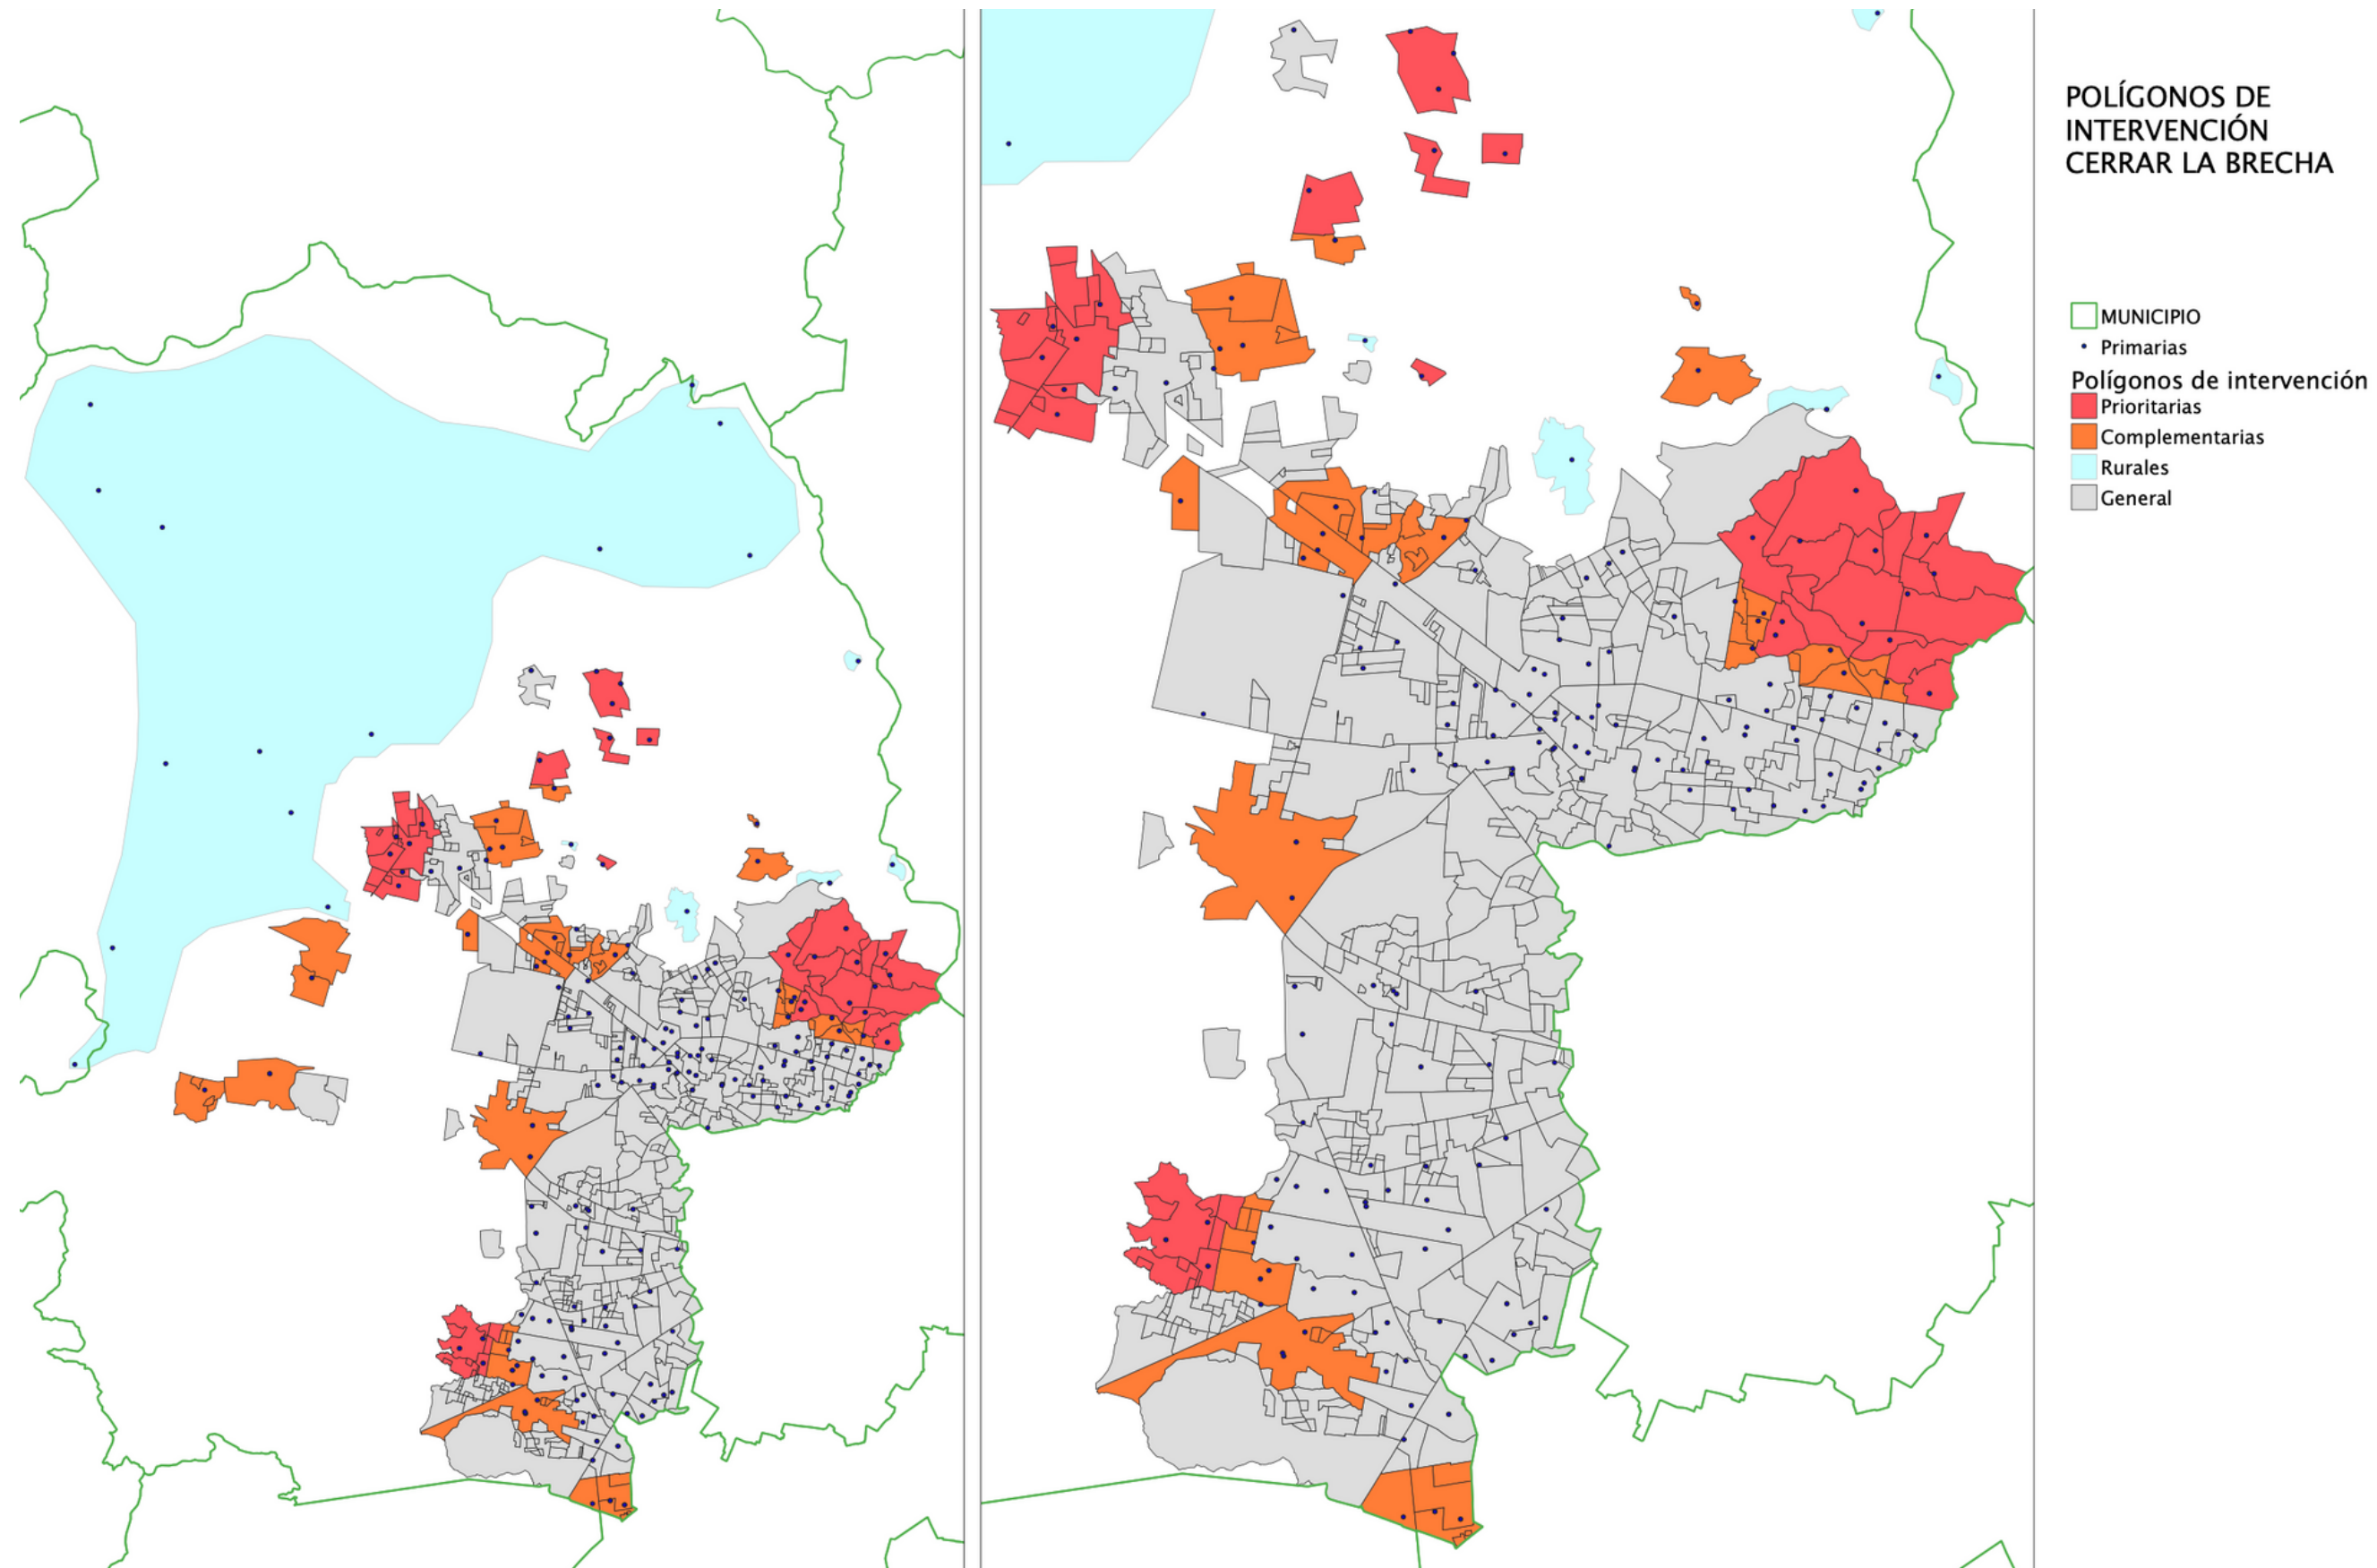 POLÍGONOS DE
INTERVENCIÓN
CERRAR LA BRECHA
MUNICIPIO
Primarias
Polígonos de intervención
Prioritarias
Complementarias
Rurales
General